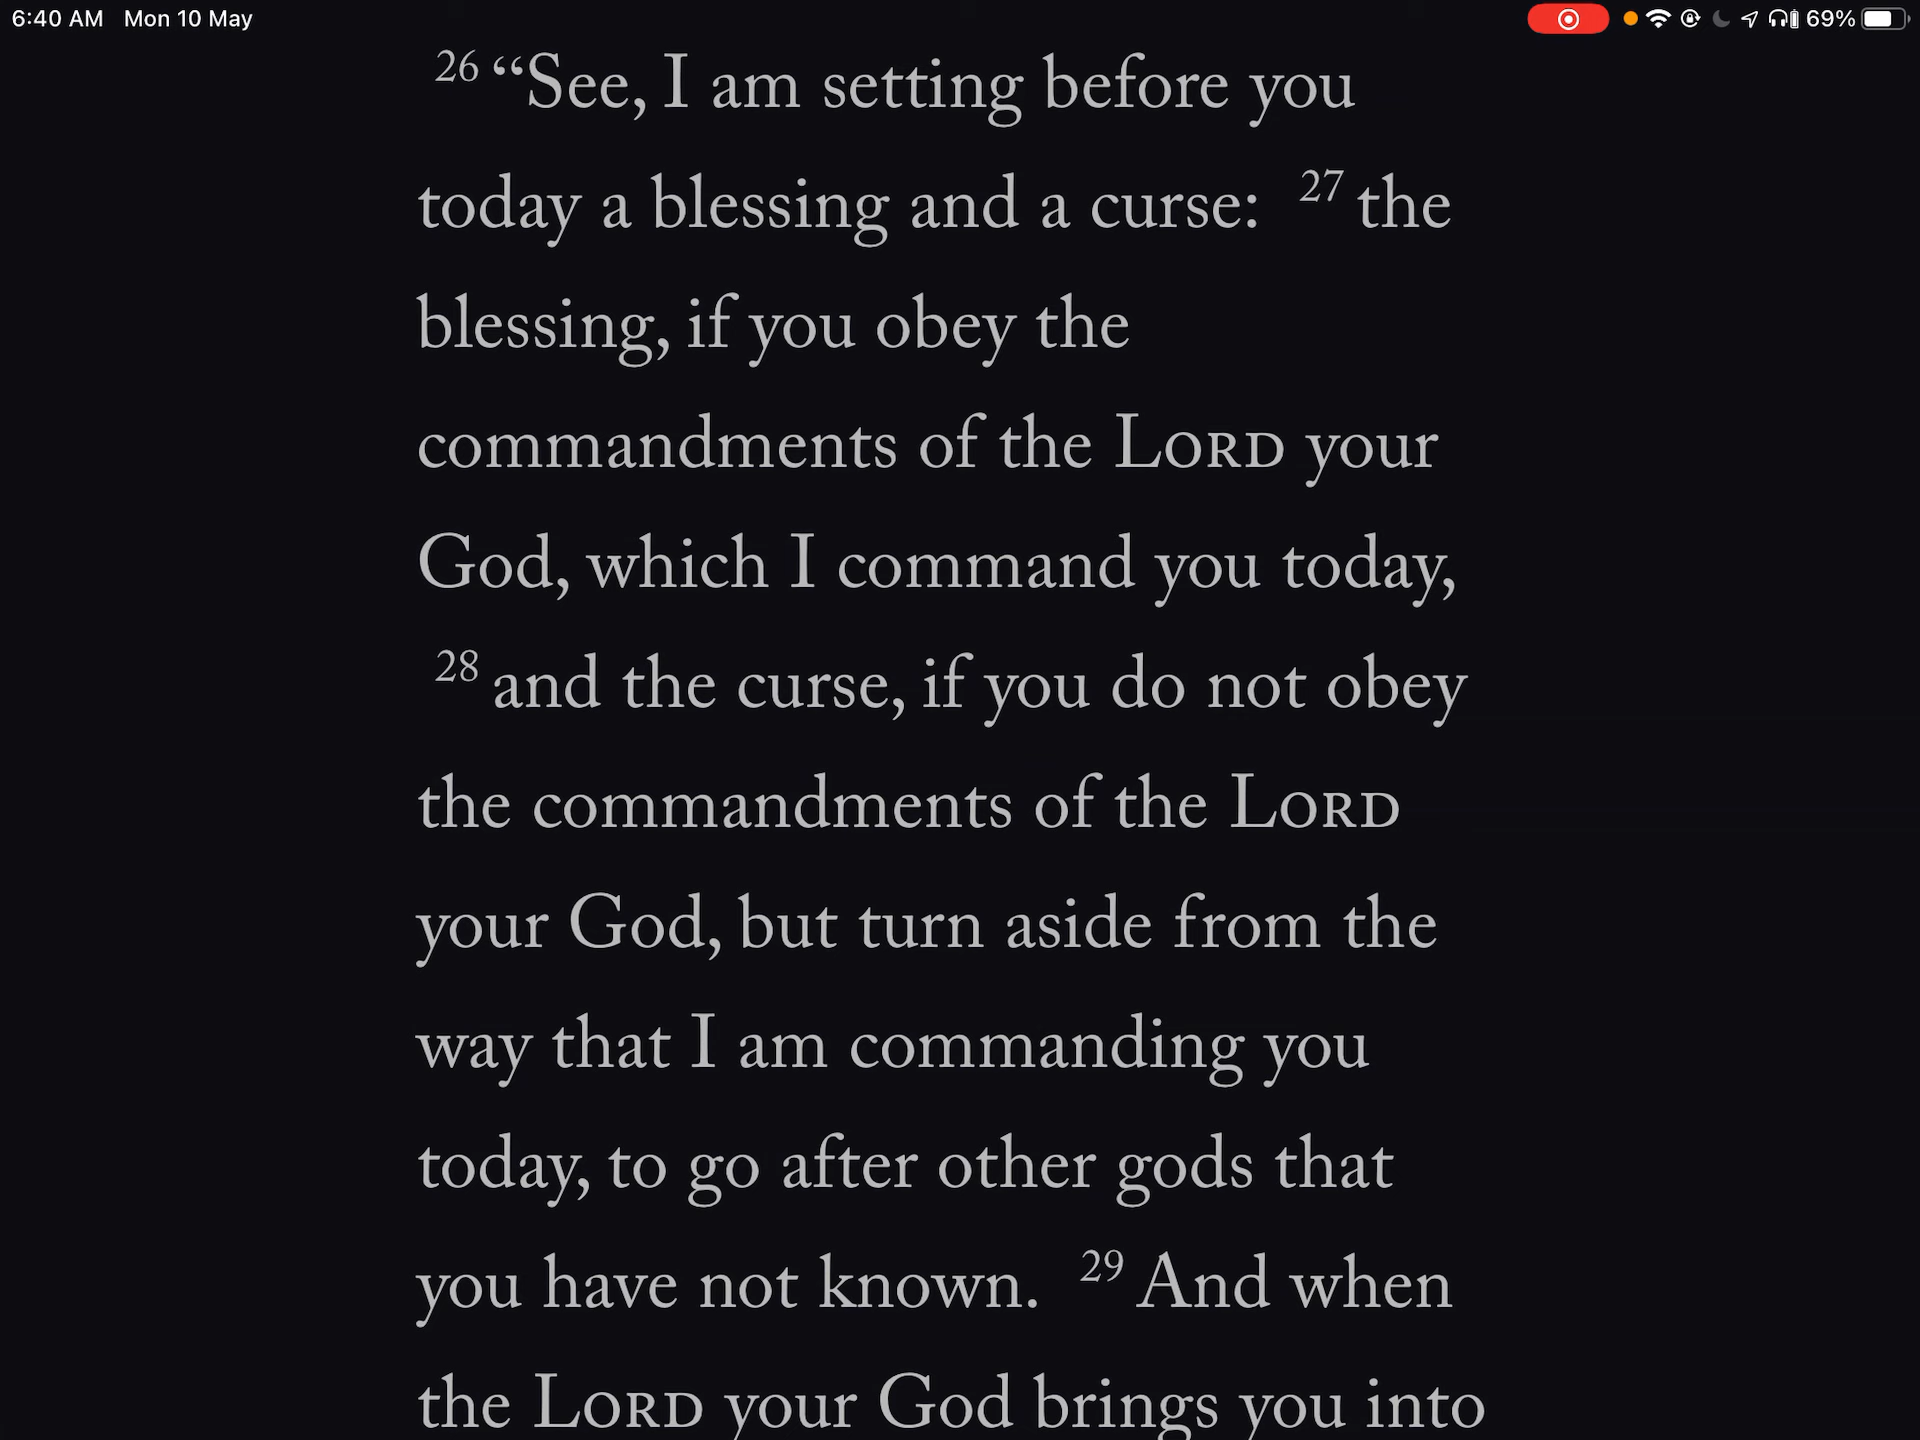 6:40 AM Mon 10 May
69%
26 “See, I am setting before you
today a blessing and a curse: 27 the
blessing, if you obey the
commandments of the LORD your
God, which I command you today,
28 and the curse, if you do not obey
the commandments of the LORD
your God, but turn aside from the
way that I am commanding you
today, to go after other gods that
you have not known. 29 And when
the LORD your God brings you into